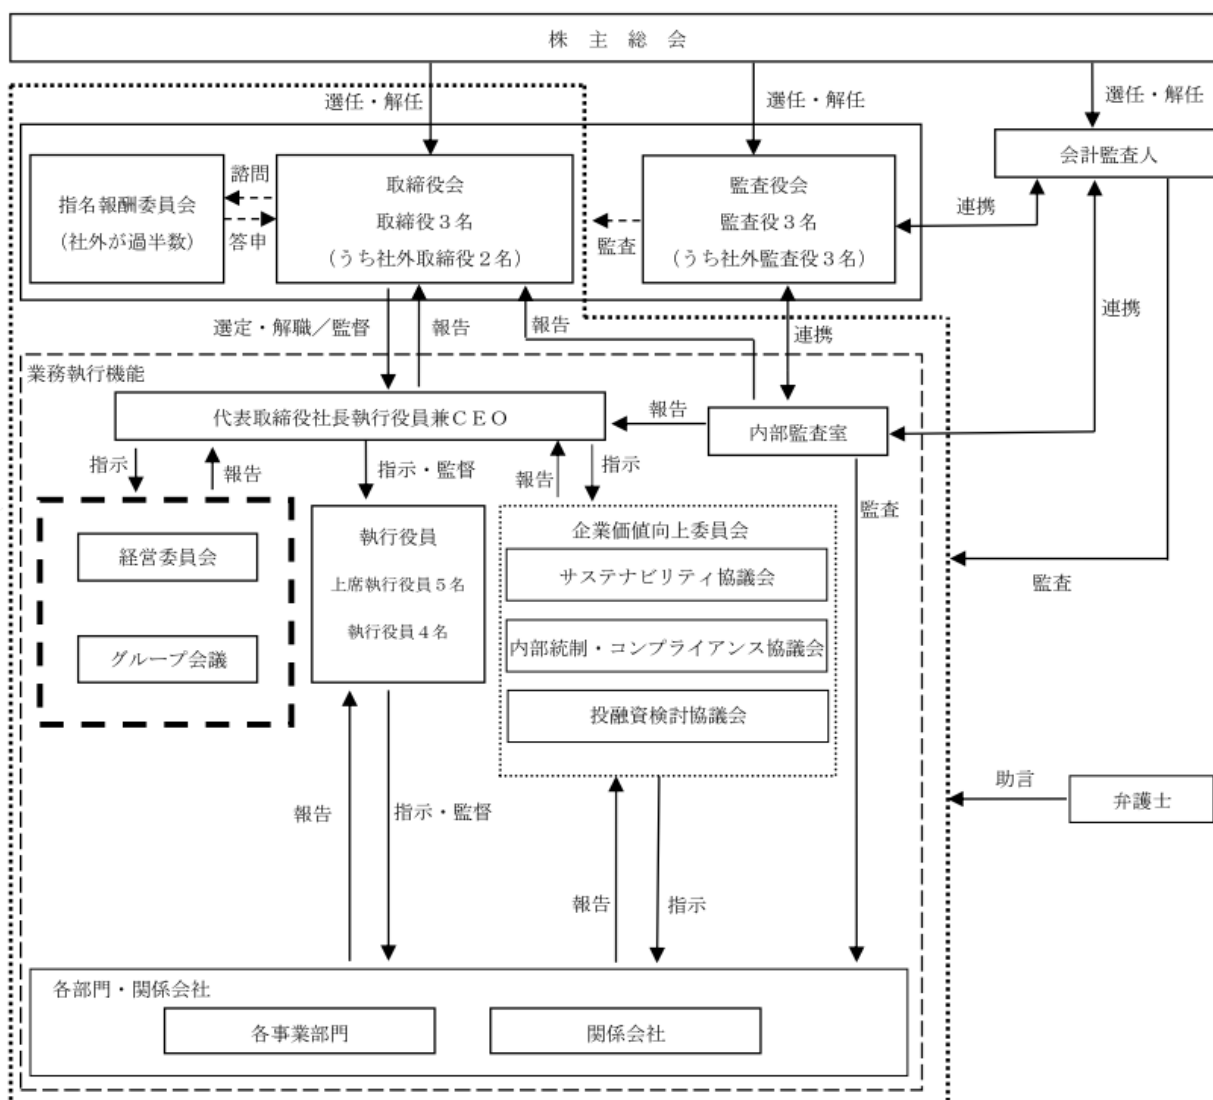 株 主 総 会
選任・解任
選任・解任
選任・解任
会計監査人
指名報酬委員会
(社外が過半数)
諮問
答申
取締役会
取締役３名
(うち社外取締役２名)
監査
監査役会
監査役３名
(うち社外監査役３名)
連携
選定・解職／監督
報告
報告
連携
連携
業務執行機能
代表取締役社長執行役員兼ＣＥＯ
報告
内部監査室
指示
報告
指示・監督
報告
指示
監査
経営委員会
グループ会議
執行役員
上席執行役員５名
執行役員４名
企業価値向上委員会
サステナビリティ協議会
内部統制・コンプライアンス協議会
投融資検討協議会
監査
助言
弁護士
報告
指示・監督
報告
指示
各部門・関係会社
各事業部門
関係会社